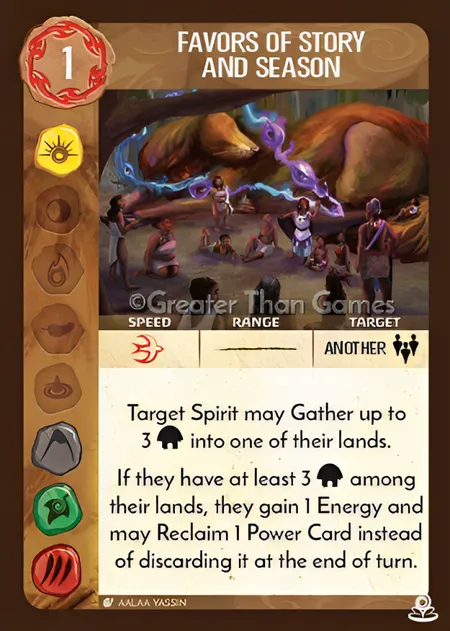 1
FAVORS OF STORY
AND SEASON
©Greater Than Games
SPEED RANGE TARGET
ANOTHER
Target Spirit may Gather up to
3 into one of their lands.
If they have at least 3 among
their lands, they gain 1 Energy and
may Reclaim 1 Power Card instead
of discarding it at the end of turn.
AALAA YASSIN